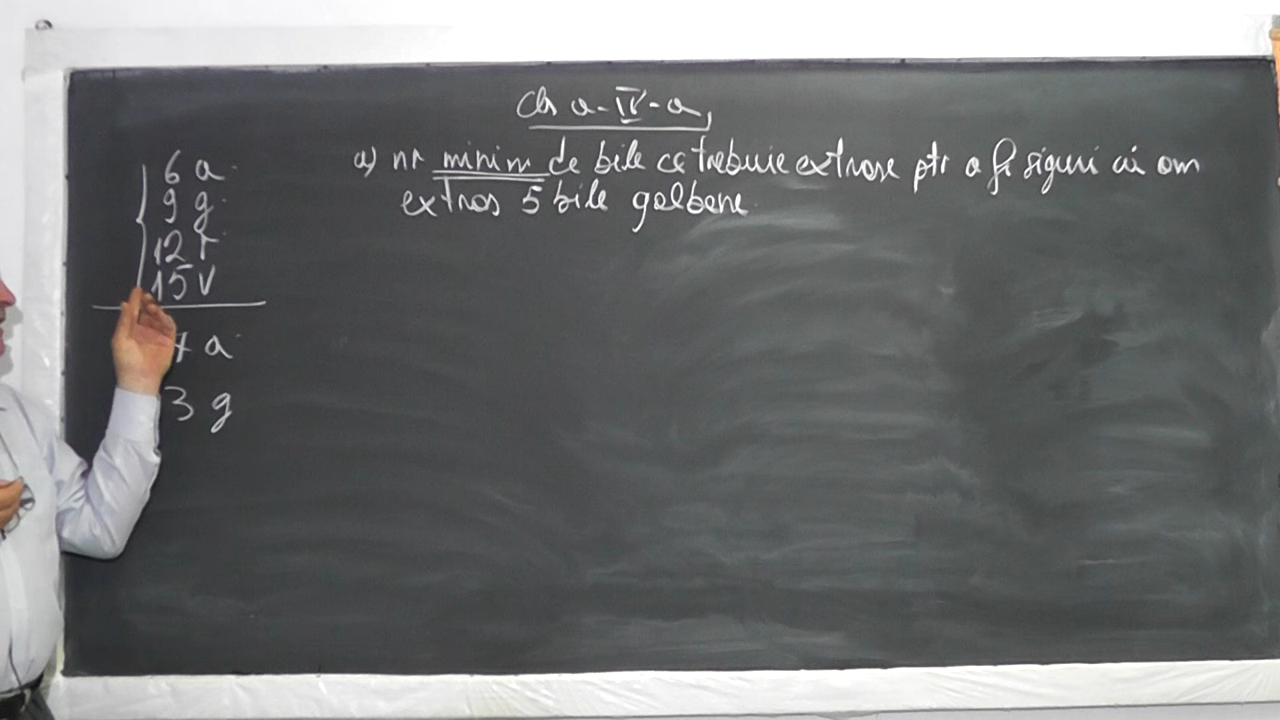 Cls a-IV-a,
6 a
9 g
12 r
15 v
a
3 g
a) nr minim de bile ce trebuie extrase ptr a fi siguri că am
extras 5 bile galbene.